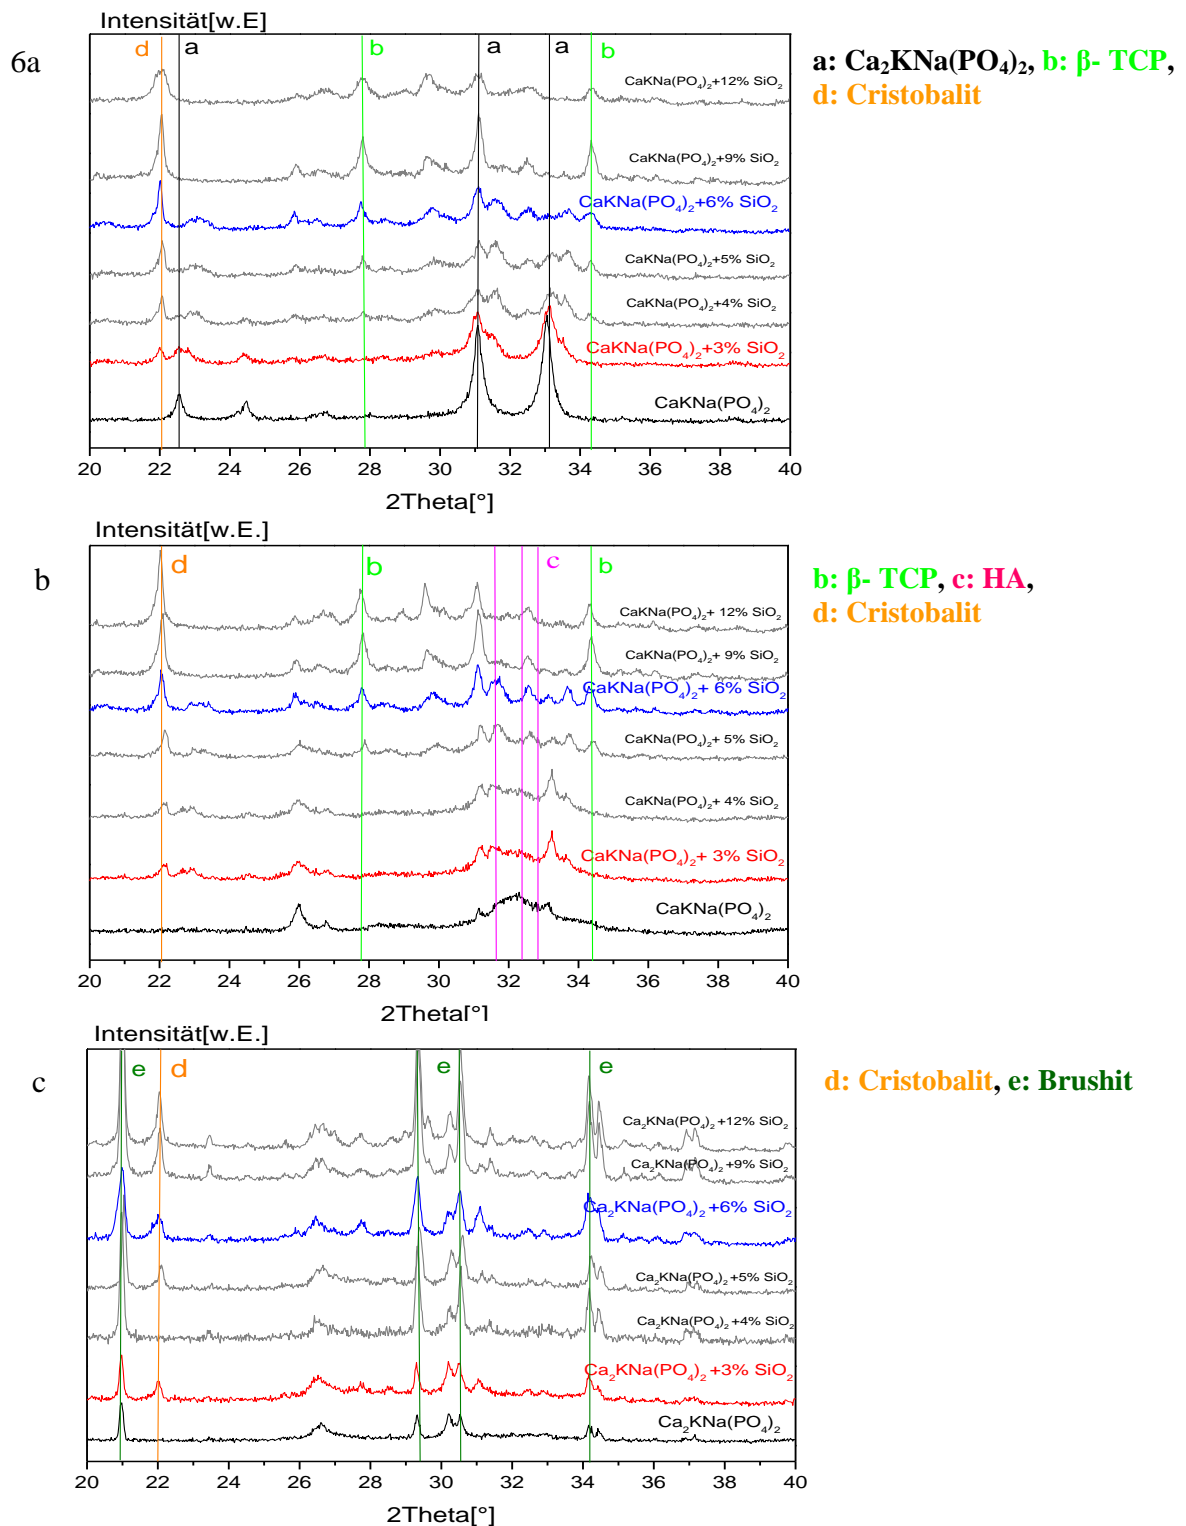 Intensität[w.E]
6a
d a b a a b
a: Ca₂KNa(PO₄)₂, b: β- TCP,
d: Cristobalit
CaKNa(PO₄)₂+12% SiO₂
CaKNa(PO₄)₂+9% SiO₂
CaKNa(PO₄)₂+6% SiO₂
CaKNa(PO₄)₂+5% SiO₂
CaKNa(PO₄)₂+4% SiO₂
CaKNa(PO₄)₂+3% SiO₂
CaKNa(PO₄)₂
20 22 24 26 28 30 32 34 36 38 40
2Theta[°]
Intensität[w.E.]
b
d b c b
b: β- TCP, c: HA,
d: Cristobalit
CaKNa(PO₄)₂+ 12% SiO₂
CaKNa(PO₄)₂+ 9% SiO₂
CaKNa(PO₄)₂+ 6% SiO₂
CaKNa(PO₄)₂+ 5% SiO₂
CaKNa(PO₄)₂+ 4% SiO₂
CaKNa(PO₄)₂+ 3% SiO₂
CaKNa(PO₄)₂
20 22 24 26 28 30 32 34 36 38 40
2Theta[°]
Intensität[w.E.]
c
e d e e
d: Cristobalit, e: Brushit
Ca₂KNa(PO₄)₂ +12% SiO₂
Ca₂KNa(PO₄)₂ +9% SiO₂
Ca₂KNa(PO₄)₂ +6% SiO₂
Ca₂KNa(PO₄)₂ +5% SiO₂
Ca₂KNa(PO₄)₂ +4% SiO₂
Ca₂KNa(PO₄)₂ +3% SiO₂
Ca₂KNa(PO₄)₂
20 22 24 26 28 30 32 34 36 38 40
2Theta[°]